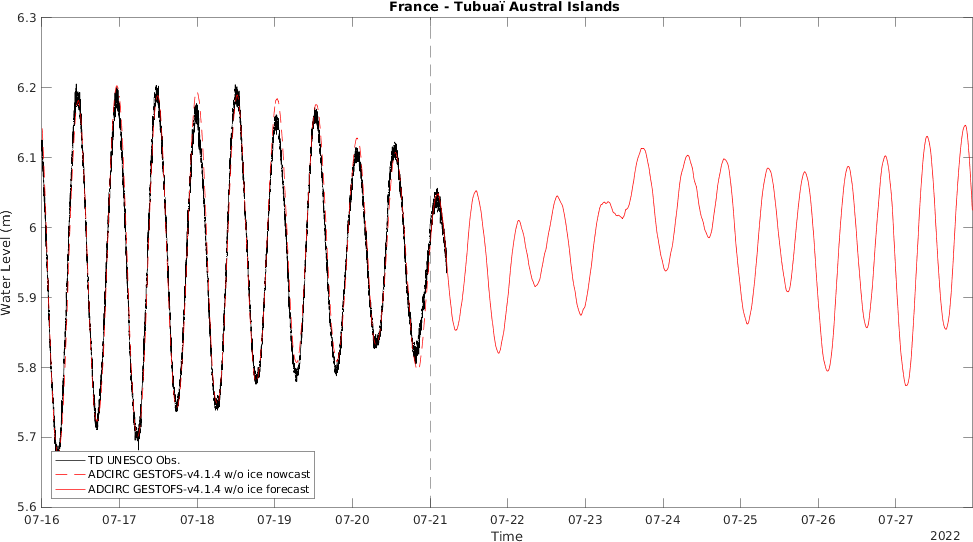 France - Tubuaï Austral Islands
6.3
6.2
6.1
6
5.9
5.8
5.7
5.6
Water Level (m)
TD UNESCO Obs.
ADCIRC GESTOFS-v4.1.4 w/o ice nowcast
ADCIRC GESTOFS-v4.1.4 w/o ice forecast
07-16 07-17 07-18 07-19 07-20 07-21 07-22 07-23 07-24 07-25 07-26 07-27
Time
2022